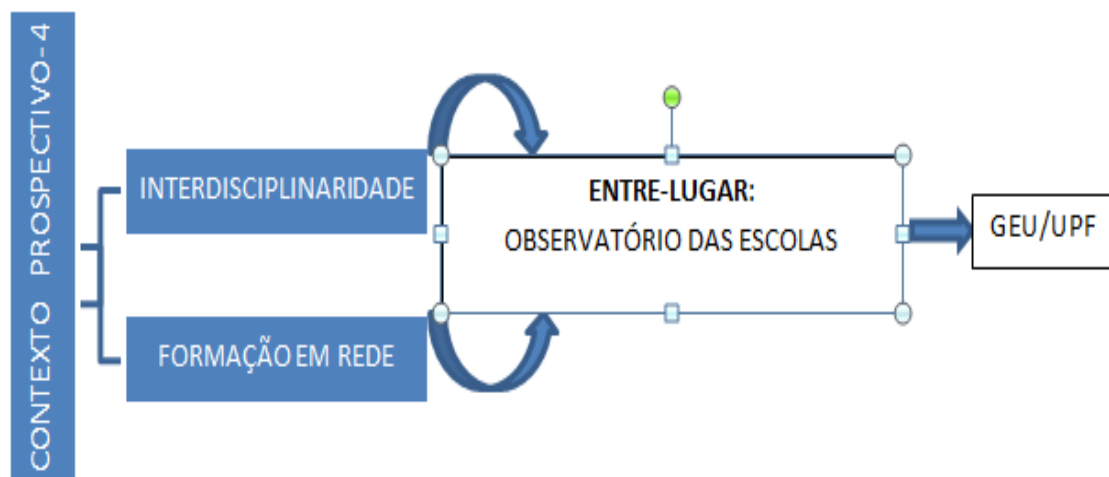 CONTEXTO PROSPECTIVO-4
INTERDISCIPLINARIDADE
FORMAÇÃO EM REDE
ENTRE-LUGAR:
OBSERVATÓRIO DAS ESCOLAS
GEU/UPF